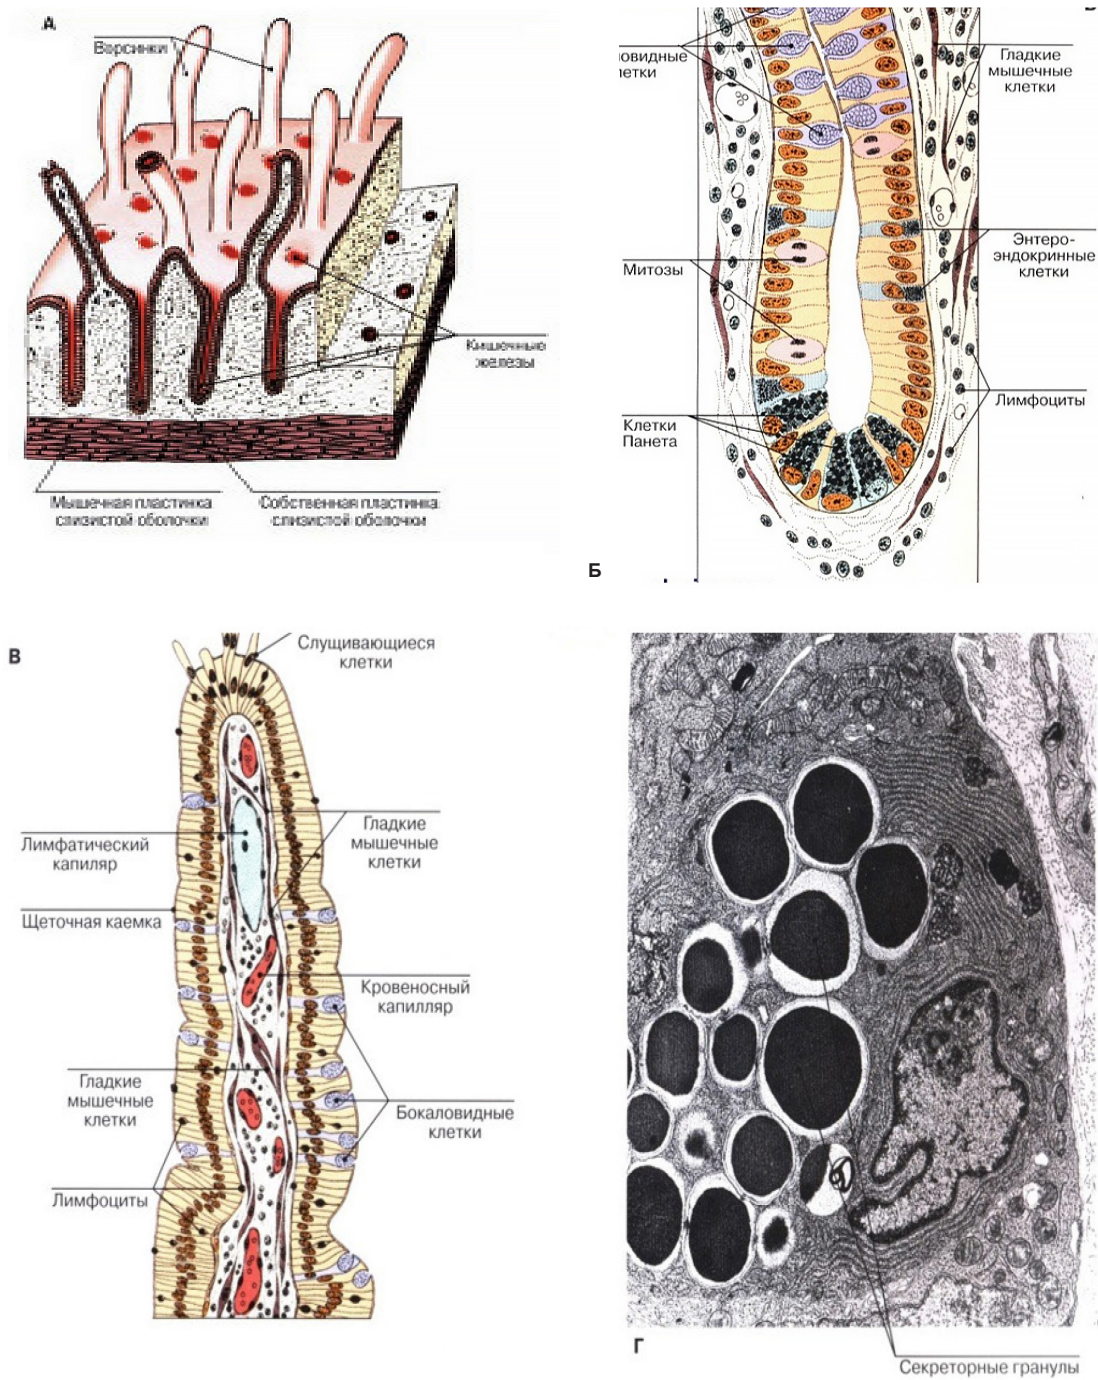 А
Ворсинки
Кишечные
железы
Мышечная пластинка
слизистой оболочки
Собственная пластинка
слизистой оболочки
Гладкие
мышечные
клетки
Митозы
Энтеро-
эндокринные
клетки
Клетки
Панета
Лимфоциты
Б
В
Слущивающиеся
клетки
Лимфатический
капиляр
Гладкие
мышечные
клетки
Щеточная каемка
Кровеносный
капилляр
Гладкие
мышечные
клетки
Бокаловидные
клетки
Лимфоциты
Г
Секреторные гранулы